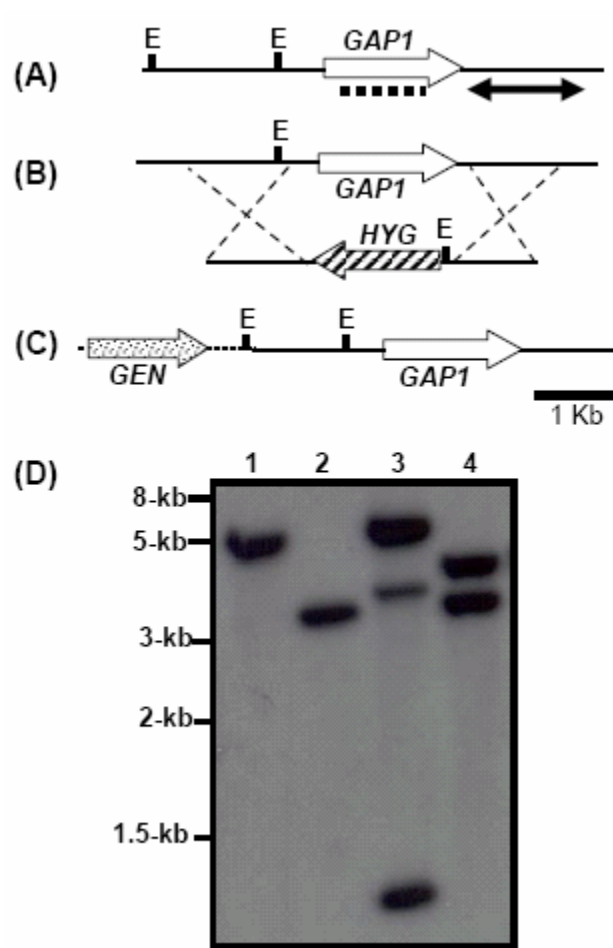 E E GAP1
(A)
E
(B)
GAP1
HYG E
E E
(C)
GEN GAP1
1 Kb
(D) 1 2 3 4
8-kb
5-kb
3-kb
2-kb
1.5-kb